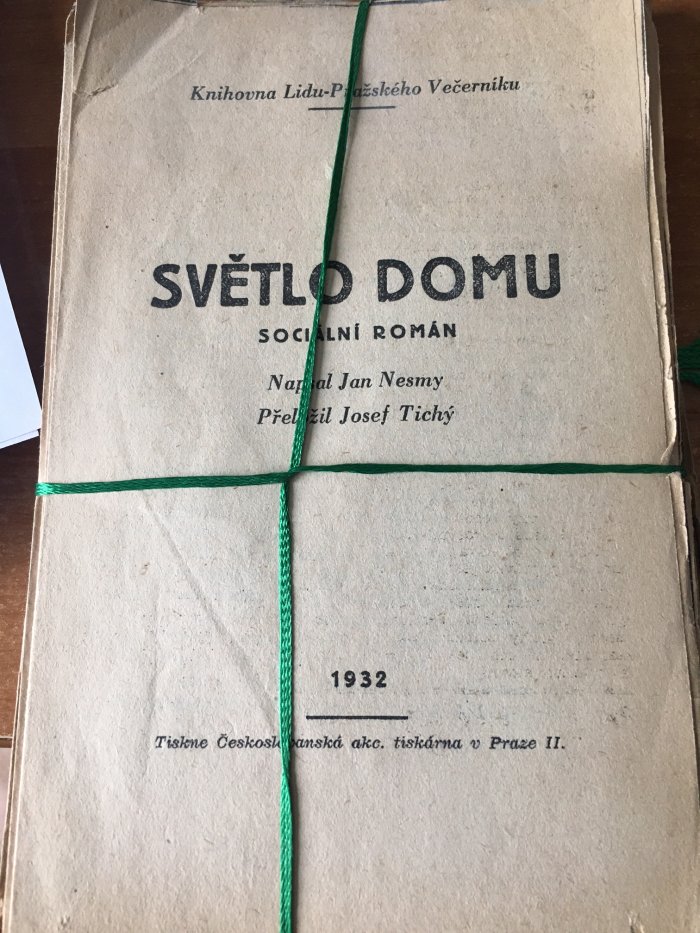 Knihovna Lidu-Pražského Večerníku
SVĚTLO DOMU
SOCIÁLNÍ ROMÁN
Napsal Jan Nesmy
Přeložil Josef Tichý
1932
Tiskne Českoslovanská akc. tiskárna v Praze II.